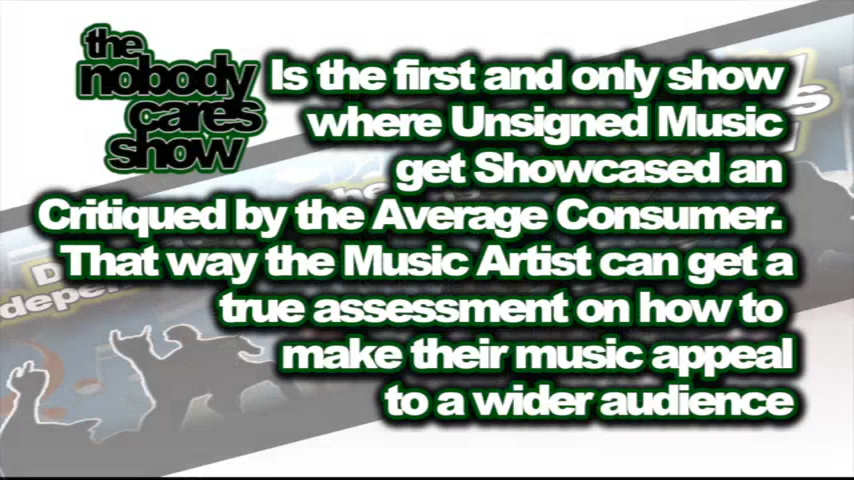 the
nobody
cares
show
Is the first and only show
where Unsigned Music
get Showcased an
Critiqued by the Average Consumer.
That way the Music Artist can get a
true assessment on how to
make their music appeal
to a wider audience